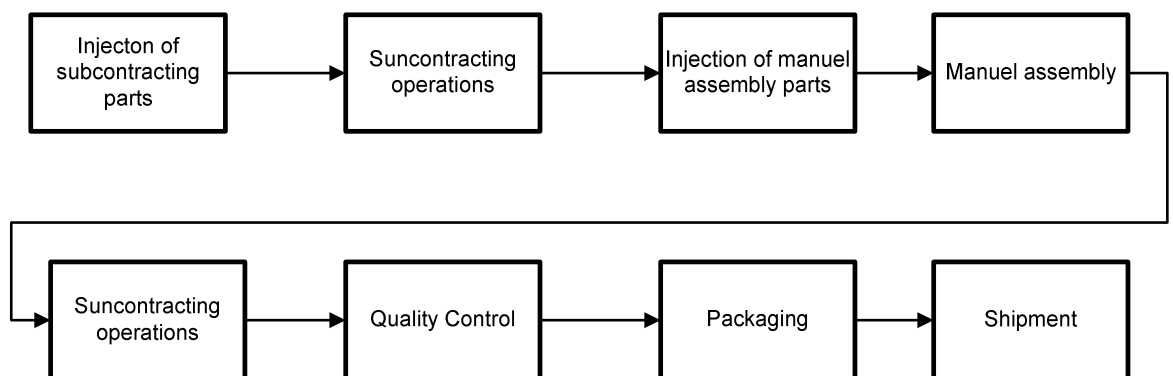 Injecton of
subcontracting
parts
Suncontracting
operations
Injection of manuel
assembly parts
Manuel assembly
Suncontracting
operations
Quality Control
Packaging
Shipment